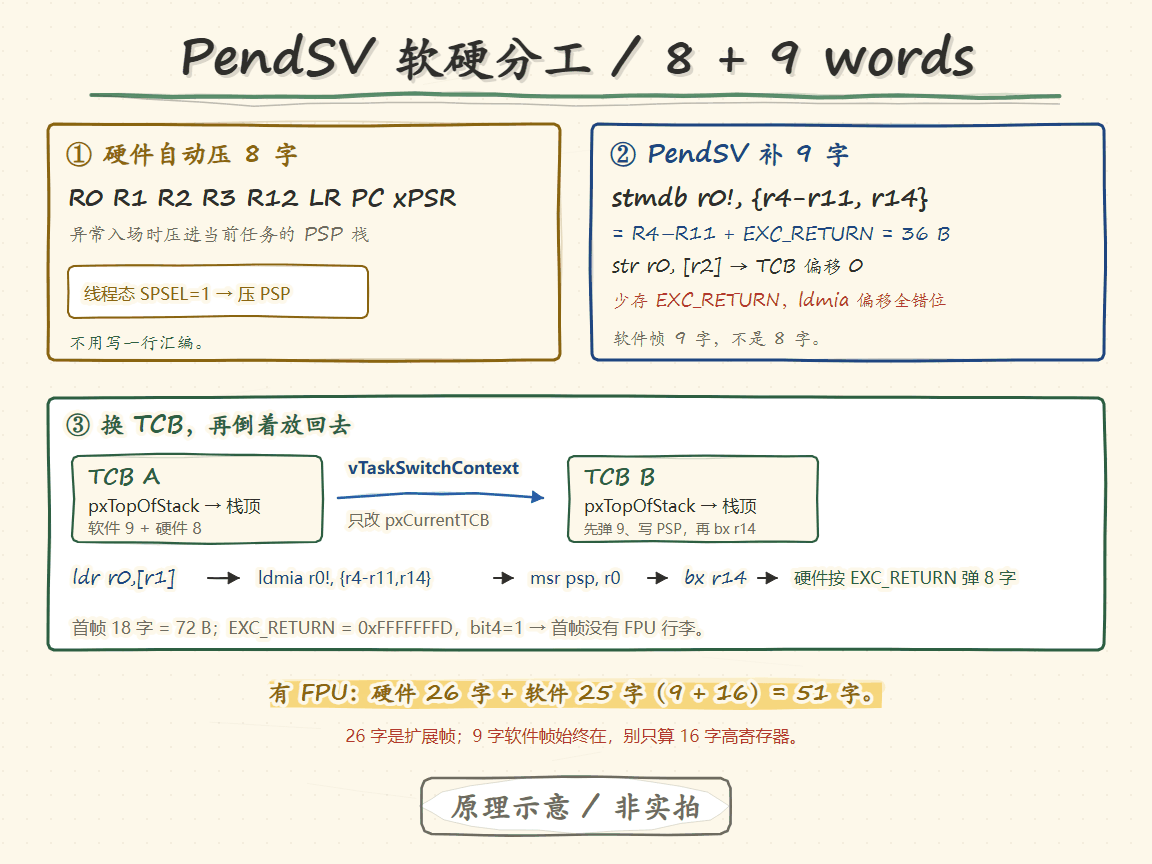 PendSV 软硬分工 / 8 + 9 words
① 硬件自动压 8 字
R0 R1 R2 R3 R12 LR PC xPSR
异常入场时压进当前任务的 PSP 栈
线程态 SPSEL=1 → 压 PSP
不用写一行汇编。
② PendSV 补 9 字
stmdb r0!, {r4-r11, r14}
= R4–R11 + EXC_RETURN = 36 B
str r0, [r2] → TCB 偏移 0
少存 EXC_RETURN，ldmia 偏移全错位
软件帧 9 字，不是 8 字。
③ 换 TCB，再倒着放回去
TCB A
pxTopOfStack → 栈顶
软件 9 + 硬件 8
vTaskSwitchContext
只改 pxCurrentTCB
TCB B
pxTopOfStack → 栈顶
先弹 9、写 PSP，再 bx r14
ldr r0,[r1] → ldmia r0!, {r4-r11,r14} → msr psp, r0 → bx r14 → 硬件按 EXC_RETURN 弹 8 字
首帧 18 字 = 72 B；EXC_RETURN = 0xFFFFFFFD，bit4=1 → 首帧没有 FPU 行李。
有 FPU：硬件 26 字 + 软件 25 字（9 + 16）= 51 字。
26 字是扩展帧；9 字软件帧始终在，别只算 16 字高寄存器。
原理示意 / 非实拍